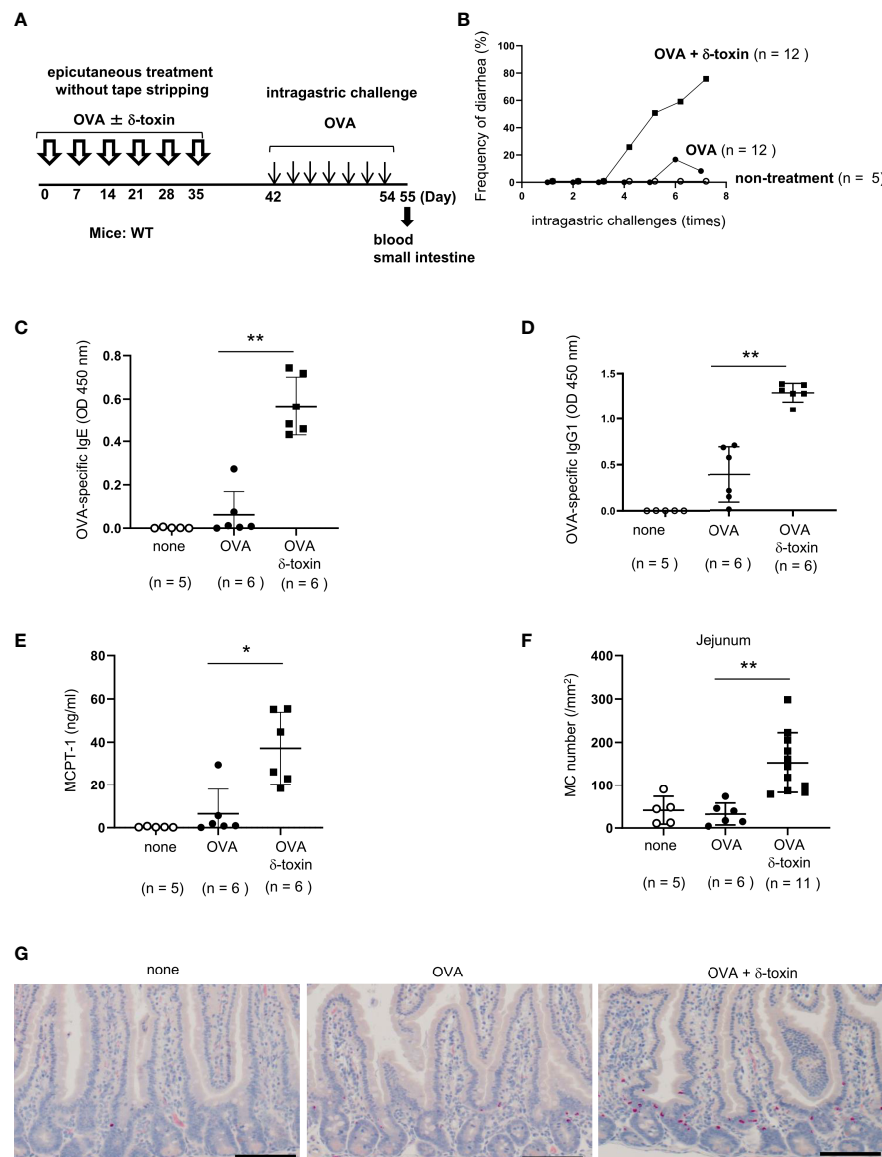 A
epicutaneous treatment
without tape stripping
OVA ± δ-toxin
intragastric challenge
OVA
0 7 14 21 28 35 42 54 55 (Day)
Mice: WT
blood
small intestine
B
Frequency of diarrhea (%)
100
80
60
40
20
0
0 2 4 6 8
intragastric challenges (times)
OVA + δ-toxin (n = 12 )
OVA (n = 12 )
non-treatment (n = 5)
C
OVA-specific IgE (OD 450 nm)
0.8
0.6
0.4
0.2
0.0
**
none OVA OVA
δ-toxin
(n = 5) (n = 6 ) (n = 6 )
D
OVA-specific IgG1 (OD 450 nm)
1.5
1.0
0.5
0.0
**
none OVA OVA
δ-toxin
(n = 5 ) (n = 6 ) (n = 6)
E
MCPT-1 (ng/ml)
80
60
40
20
0
*
none OVA OVA
δ-toxin
(n = 5) (n = 6 ) (n = 6 )
F
Jejunum
MC number (/mm²)
400
300
200
100
0
**
none OVA OVA
δ-toxin
(n = 5) (n = 6 ) (n = 11 )
G
none OVA OVA + δ-toxin